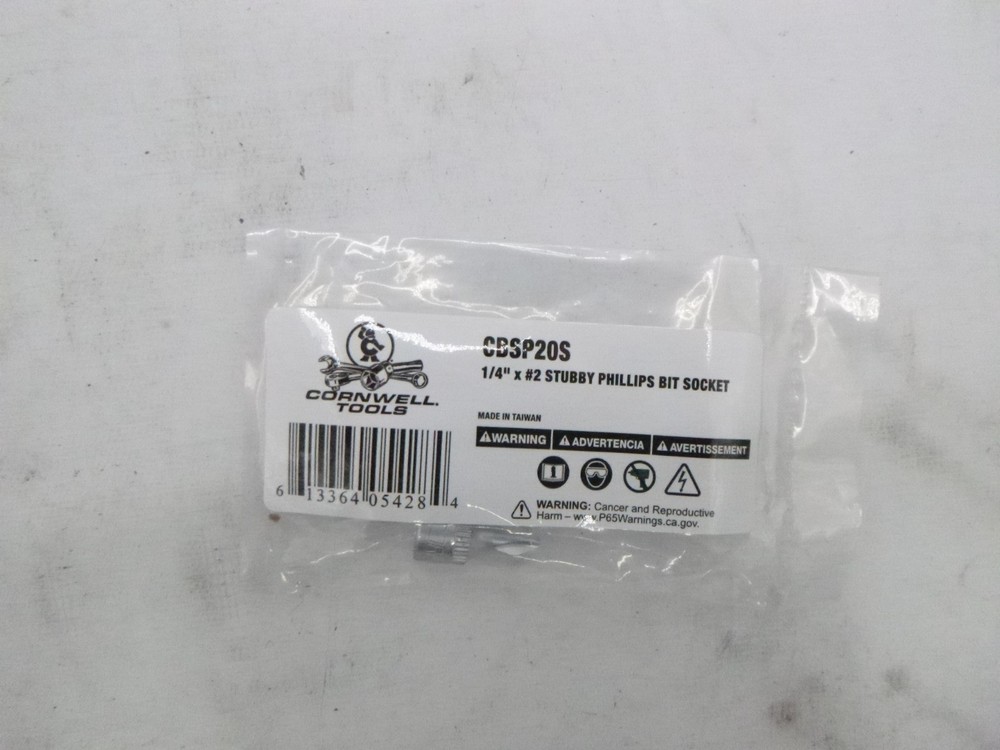 CBSP20S
1/4" x #2 STUBBY PHILLIPS BIT SOCKET
CORNWELL.
TOOLS
MADE IN TAIWAN
WARNING ADVERTENCIA AVERTISSEMENT
6 13364 05428 4
WARNING: Cancer and Reproductive
Harm – www.P65Warnings.ca.gov.